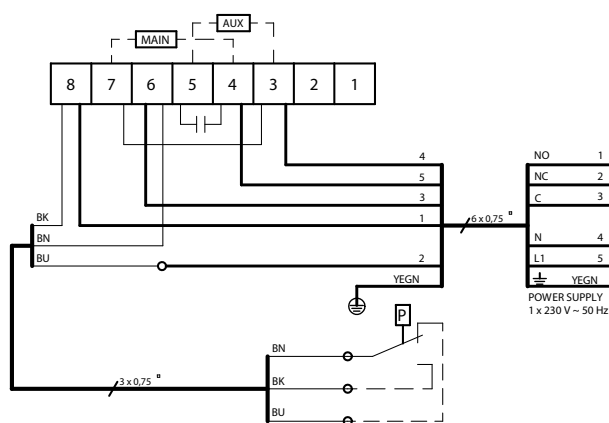 AUX
MAIN
8 7 6 5 4 3 2 1
4 NO 1
5 NC 2
3 C 3
BK 1 6 x 0,75 ¤
BN N 4
BU 2 L1 5
YEGN YEGN
POWER SUPPLY
1 x 230 V ~ 50 Hz
P
BN
3 x 0,75 ¤ BK
BU